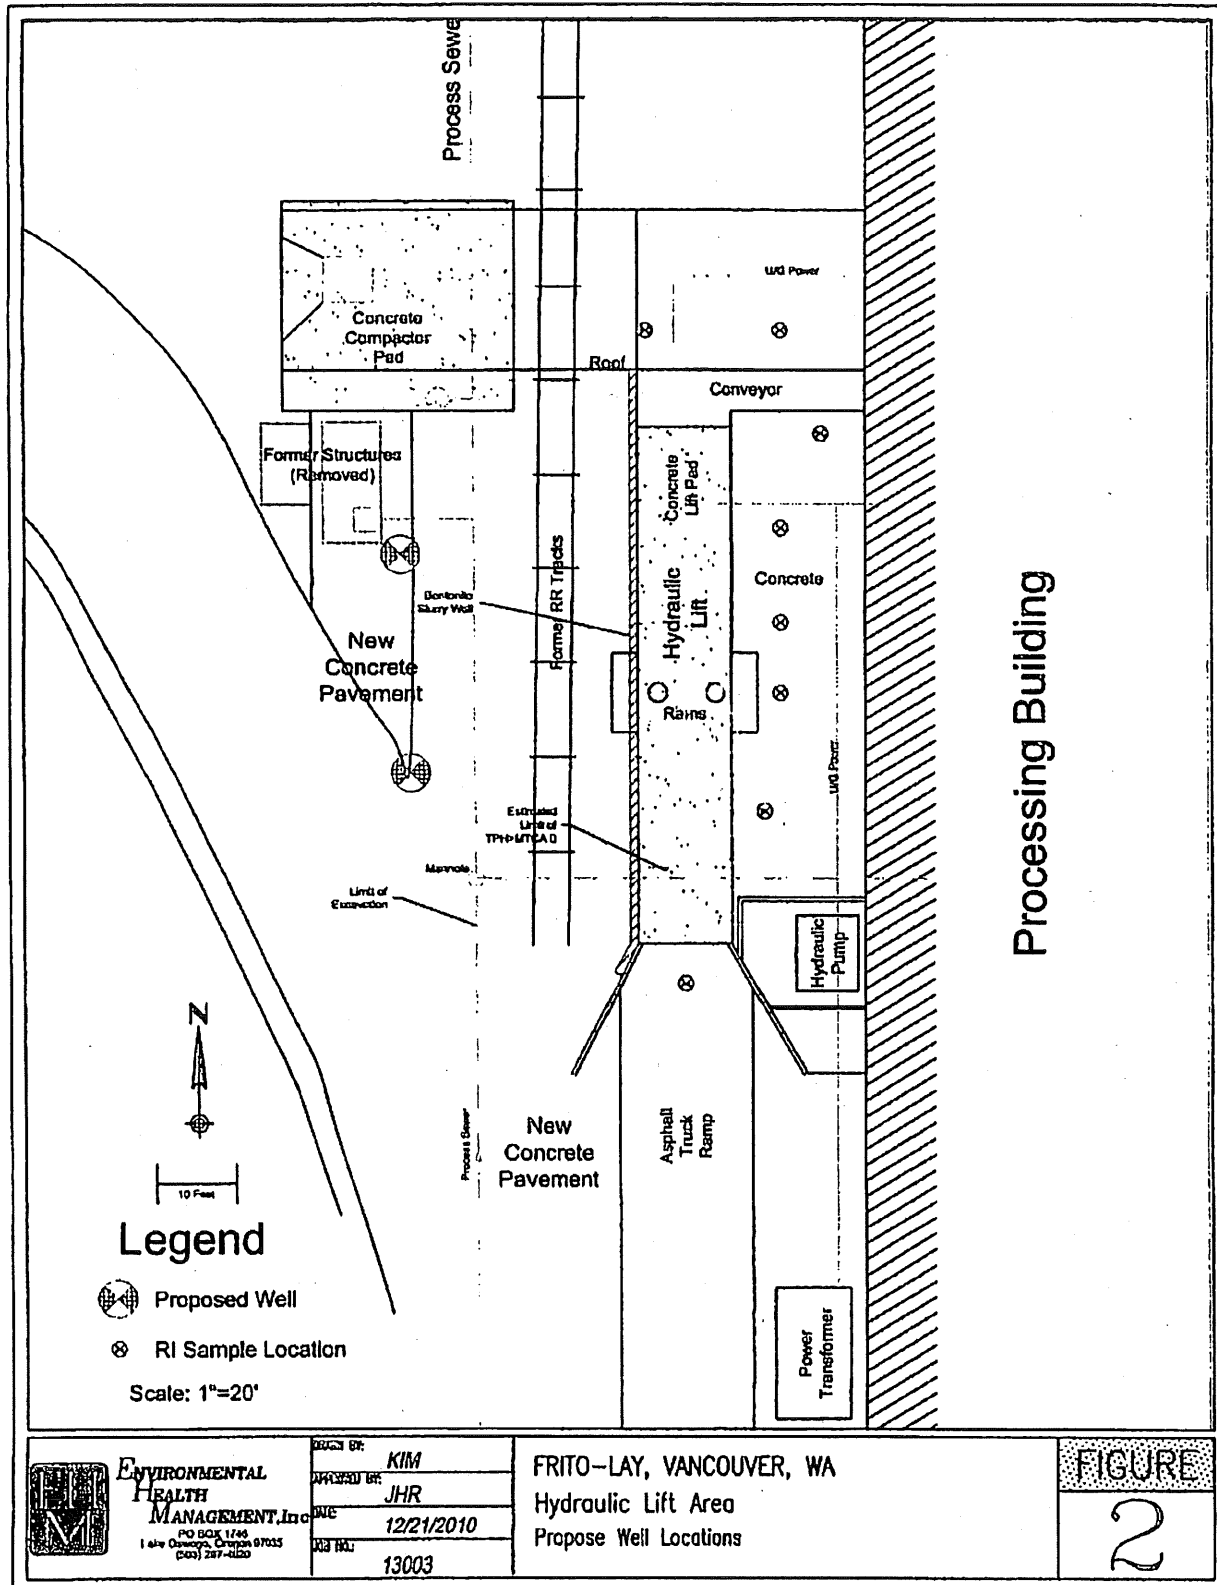 Process Sewe
U/G Power
Concrete
Compactor
Pad
Roof
Conveyor
Former Structures
(Removed)
Concrete
Lift Pad
Hydraulic
Lift
Concrete
Former RR Tracks
Bentonite
Slurry Wall
New
Concrete
Pavement
Rams
U/G Power
Processing Building
Estimated
Limit of
Manhole
Limit of
Excavation
Hydraulic
Pump
N
10 Feet
Process Sewer
New
Concrete
Pavement
Asphalt
Truck
Ramp
Power
Transformer
Legend
Proposed Well
RI Sample Location
Scale: 1"=20'
ENVIRONMENTAL
HEALTH
MANAGEMENT, Inc
PO BOX 1746
Lake Oswego, Oregon 97035
KIM
JHR
DATE:
12/21/2010
JOB NO.:
13003
FRITO-LAY, VANCOUVER, WA
Hydraulic Lift Area
Propose Well Locations
FIGURE
2